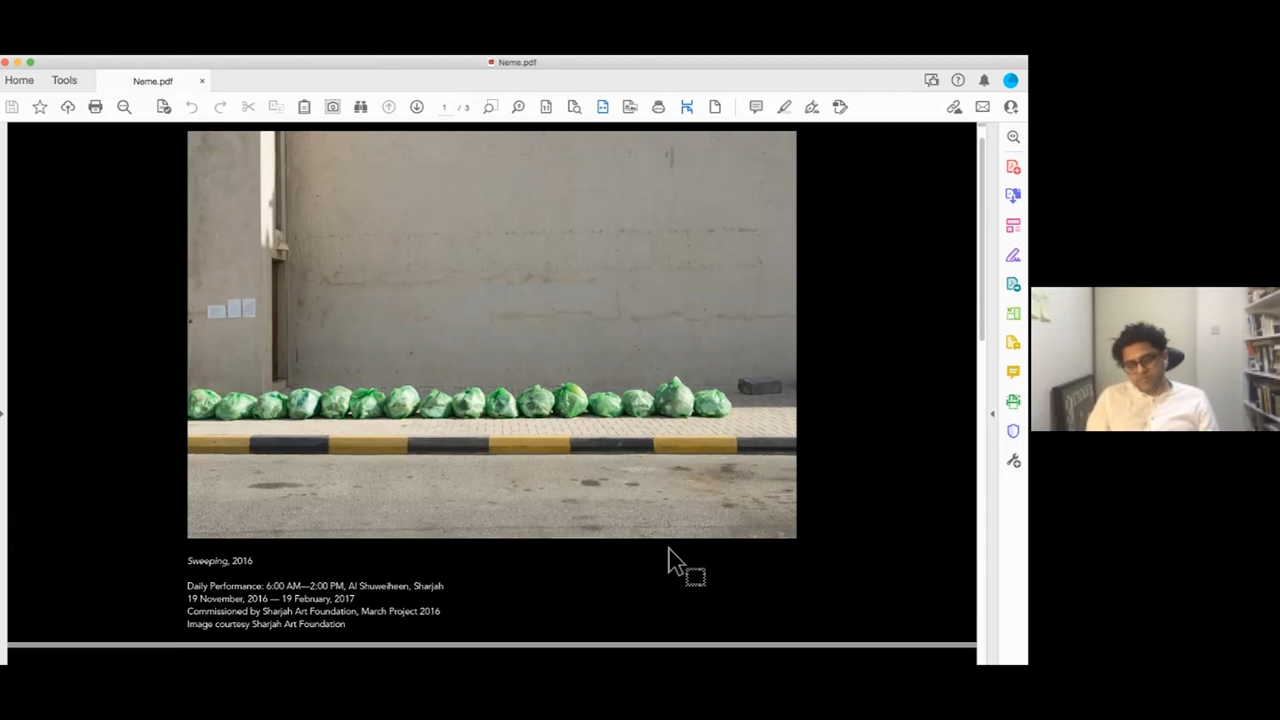 Neme.pdf
Home
Tools
Neme.pdf
1 / 3
Sweeping, 2016
Daily Performance: 6:00 AM—2:00 PM, Al Shuweiheen, Sharjah
19 November, 2016 — 19 February, 2017
Commissioned by Sharjah Art Foundation, March Project 2016
Image courtesy Sharjah Art Foundation